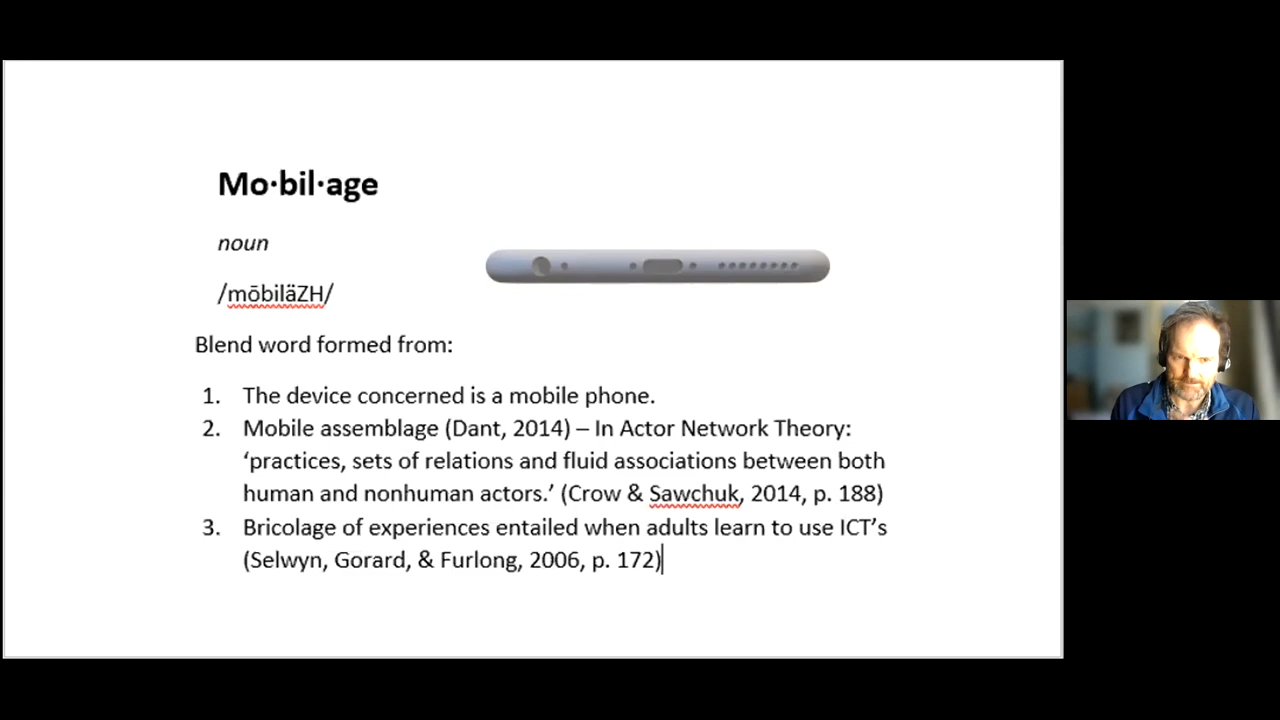 Mo·bil·age
noun
/mōbiläZH/
Blend word formed from:
1. The device concerned is a mobile phone.
2. Mobile assemblage (Dant, 2014) – In Actor Network Theory:
‘practices, sets of relations and fluid associations between both
human and nonhuman actors.’ (Crow & Sawchuk, 2014, p. 188)
3. Bricolage of experiences entailed when adults learn to use ICT’s
(Selwyn, Gorard, & Furlong, 2006, p. 172)